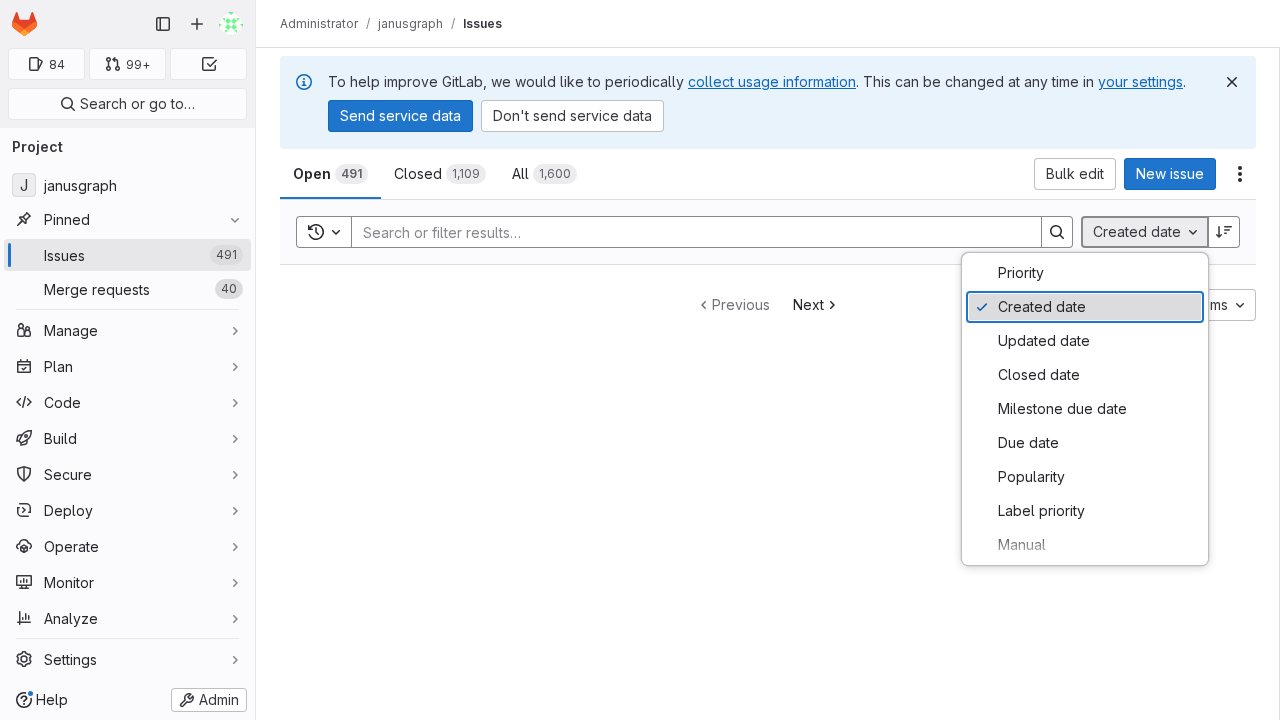 Administrator / janusgraph / Issues
84
99+
Search or go to…
Project
J janusgraph
Pinned
Issues 491
Merge requests 40
Manage
Plan
Code
Build
Secure
Deploy
Operate
Monitor
Analyze
Settings
Help
Admin
To help improve GitLab, we would like to periodically collect usage information. This can be changed at any time in your settings.
Send service data
Don't send service data
Open 491
Closed 1,109
All 1,600
Bulk edit
New issue
Search or filter results…
Created date
Previous
Next
Priority
Created date
Updated date
Closed date
Milestone due date
Due date
Popularity
Label priority
Manual